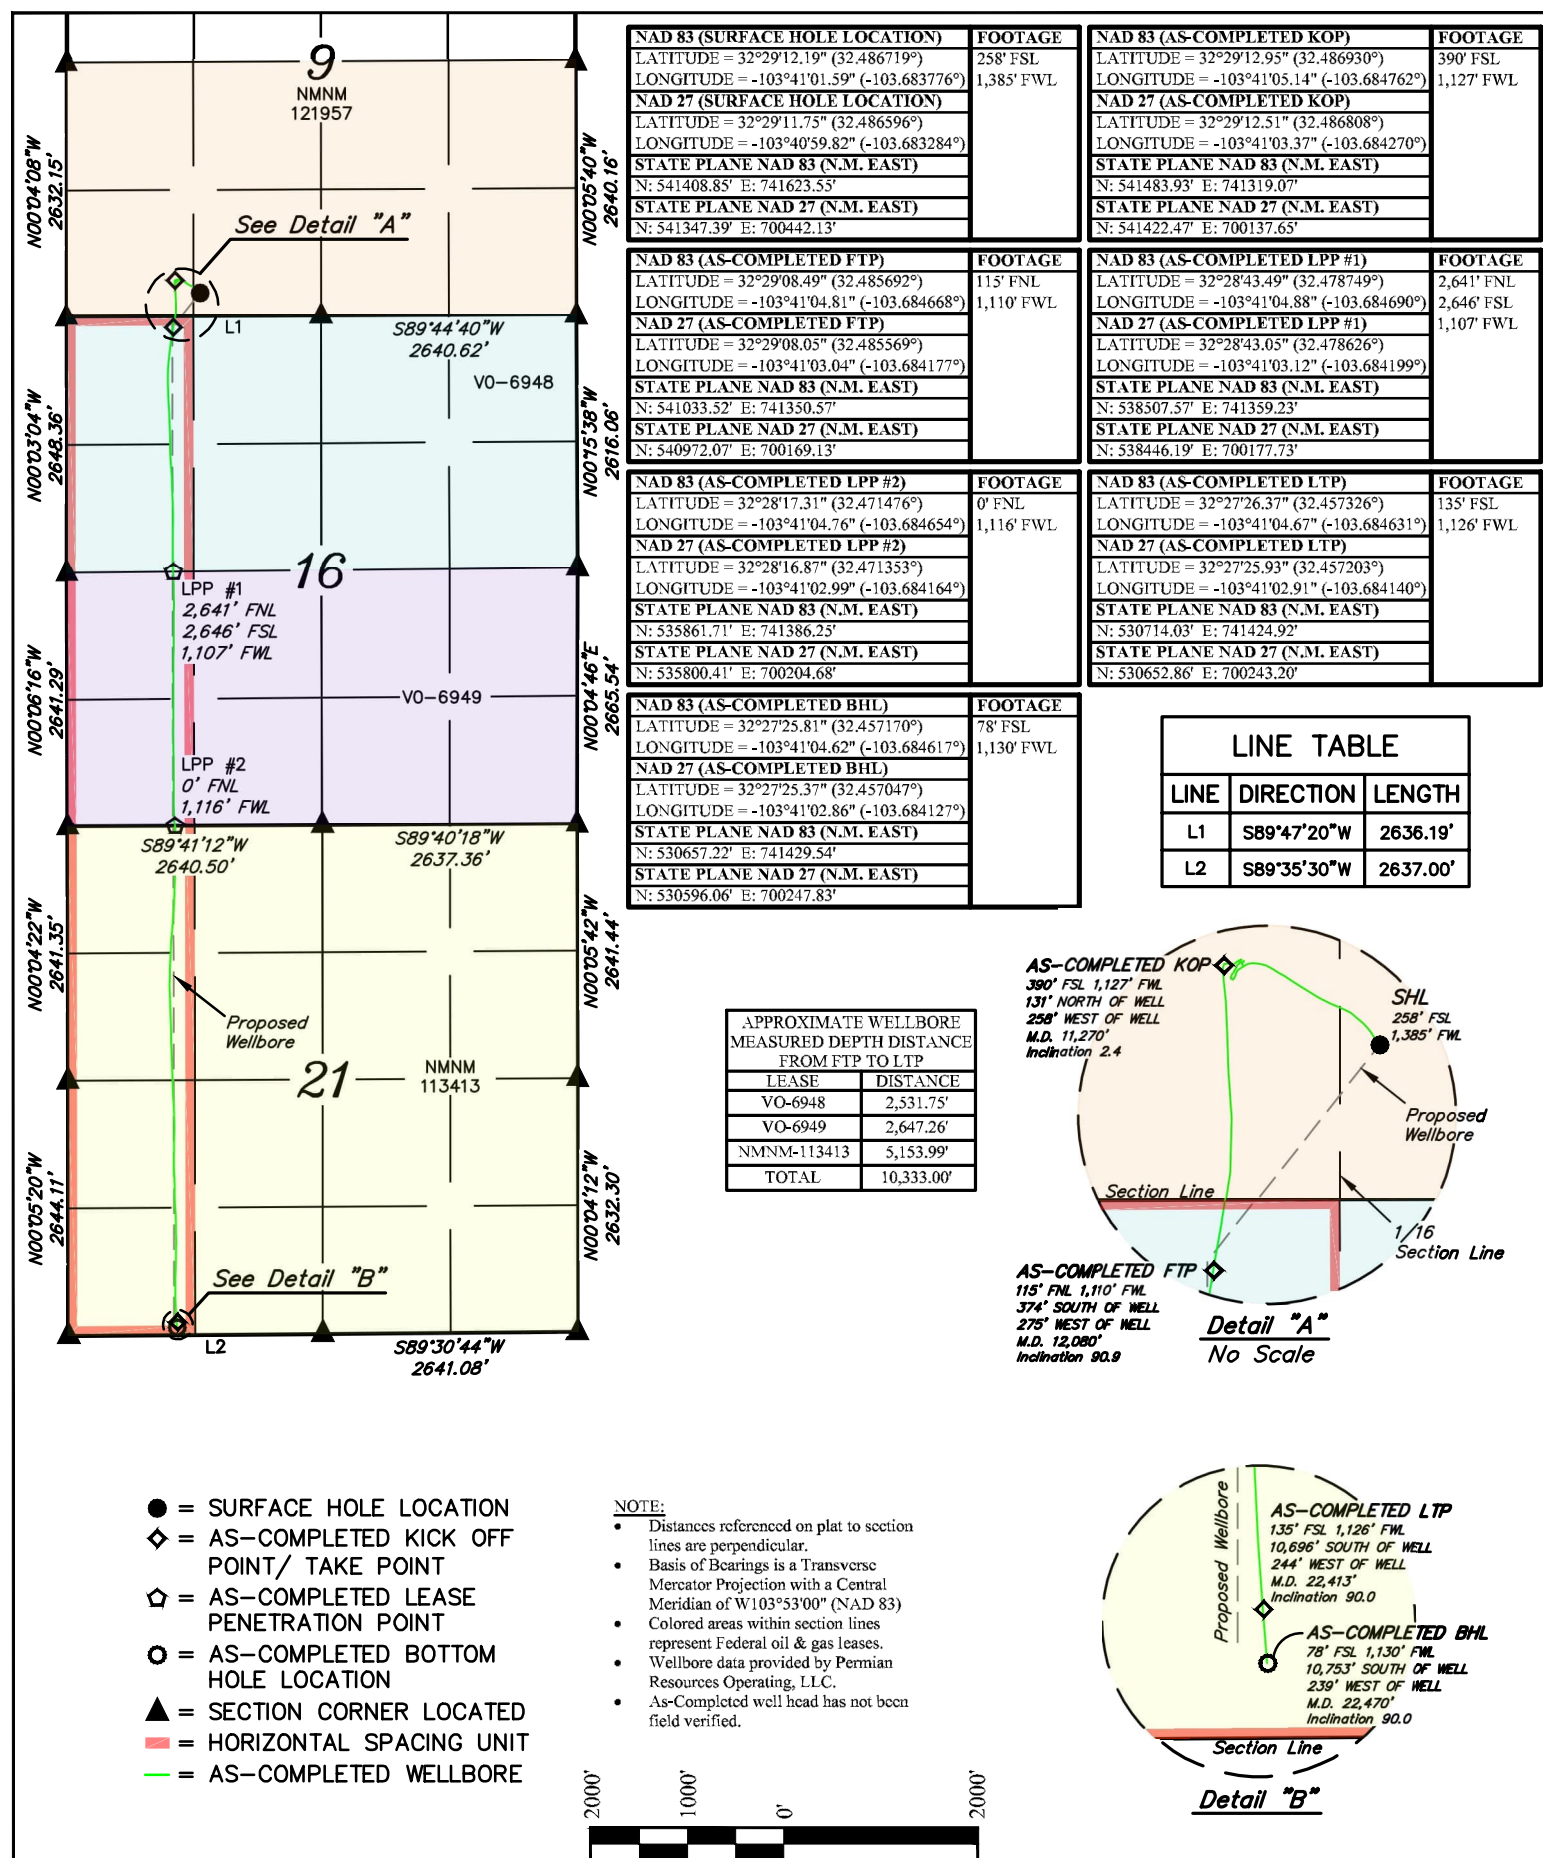 9
NMNM
121957
N00°04'08"W
2632.15'
N00°05'40"W
2640.16'
See Detail "A"
L1
S89°44'40"W
2640.62'
VO-6948
N00°03'04"W
2648.36'
N00°15'38"W
2616.06'
16
LPP #1
2,641' FNL
2,646' FSL
1,107' FWL
VO-6949
N00°06'16"W
2641.29'
N00°04'46"E
2665.54'
LPP #2
0' FNL
1,116' FWL
S89°41'12"W
2640.50'
S89°40'18"W
2637.36'
N00°04'22"W
2641.35'
N00°05'42"W
2641.44'
Proposed
Wellbore
21
NMNM
113413
N00°05'20"W
2644.11'
N00°04'12"W
2632.30'
See Detail "B"
L2
S89°30'44"W
2641.08'
NAD 83 (SURFACE HOLE LOCATION) FOOTAGE
LATITUDE = 32°29'12.19" (32.486719°) 258' FSL
LONGITUDE = -103°41'01.59" (-103.683776°) 1,385' FWL
NAD 27 (SURFACE HOLE LOCATION)
LATITUDE = 32°29'11.75" (32.486596°)
LONGITUDE = -103°40'59.82" (-103.683284°)
STATE PLANE NAD 83 (N.M. EAST)
N: 541408.85' E: 741623.55'
STATE PLANE NAD 27 (N.M. EAST)
N: 541347.39' E: 700442.13'
NAD 83 (AS-COMPLETED KOP) FOOTAGE
LATITUDE = 32°29'12.95" (32.486930°) 390' FSL
LONGITUDE = -103°41'05.14" (-103.684762°) 1,127' FWL
NAD 27 (AS-COMPLETED KOP)
LATITUDE = 32°29'12.51" (32.486808°)
LONGITUDE = -103°41'03.37" (-103.684270°)
STATE PLANE NAD 83 (N.M. EAST)
N: 541483.93' E: 741319.07'
STATE PLANE NAD 27 (N.M. EAST)
N: 541422.47' E: 700137.65'
NAD 83 (AS-COMPLETED FTP) FOOTAGE
LATITUDE = 32°29'08.49" (32.485692°) 115' FNL
LONGITUDE = -103°41'04.81" (-103.684668°) 1,110' FWL
NAD 27 (AS-COMPLETED FTP)
LATITUDE = 32°29'08.05" (32.485569°)
LONGITUDE = -103°41'03.04" (-103.684177°)
STATE PLANE NAD 83 (N.M. EAST)
N: 541033.52' E: 741350.57'
STATE PLANE NAD 27 (N.M. EAST)
N: 540972.07' E: 700169.13'
NAD 83 (AS-COMPLETED LPP #1) FOOTAGE
LATITUDE = 32°28'43.49" (32.478749°) 2,641' FNL
LONGITUDE = -103°41'04.88" (-103.684690°) 2,646' FSL
NAD 27 (AS-COMPLETED LPP #1) 1,107' FWL
LATITUDE = 32°28'43.05" (32.478626°)
LONGITUDE = -103°41'03.12" (-103.684199°)
STATE PLANE NAD 83 (N.M. EAST)
N: 538507.57' E: 741359.23'
STATE PLANE NAD 27 (N.M. EAST)
N: 538446.19' E: 700177.73'
NAD 83 (AS-COMPLETED LPP #2) FOOTAGE
LATITUDE = 32°28'17.31" (32.471476°) 0' FNL
LONGITUDE = -103°41'04.76" (-103.684654°) 1,116' FWL
NAD 27 (AS-COMPLETED LPP #2)
LATITUDE = 32°28'16.87" (32.471353°)
LONGITUDE = -103°41'02.99" (-103.684164°)
STATE PLANE NAD 83 (N.M. EAST)
N: 535861.71' E: 741386.25'
STATE PLANE NAD 27 (N.M. EAST)
N: 535800.41' E: 700204.68'
NAD 83 (AS-COMPLETED LTP) FOOTAGE
LATITUDE = 32°27'26.37" (32.457326°) 135' FSL
LONGITUDE = -103°41'04.67" (-103.684631°) 1,126' FWL
NAD 27 (AS-COMPLETED LTP)
LATITUDE = 32°27'25.93" (32.457203°)
LONGITUDE = -103°41'02.91" (-103.684140°)
STATE PLANE NAD 83 (N.M. EAST)
N: 530714.03' E: 741424.92'
STATE PLANE NAD 27 (N.M. EAST)
N: 530652.86' E: 700243.20'
NAD 83 (AS-COMPLETED BHL) FOOTAGE
LATITUDE = 32°27'25.81" (32.457170°) 78' FSL
LONGITUDE = -103°41'04.62" (-103.684617°) 1,130' FWL
NAD 27 (AS-COMPLETED BHL)
LATITUDE = 32°27'25.37" (32.457047°)
LONGITUDE = -103°41'02.86" (-103.684127°)
STATE PLANE NAD 83 (N.M. EAST)
N: 530657.22' E: 741429.54'
STATE PLANE NAD 27 (N.M. EAST)
N: 530596.06' E: 700247.83'
LINE TABLE
LINE DIRECTION LENGTH
L1 S89°47'20"W 2636.19'
L2 S89°35'30"W 2637.00'
APPROXIMATE WELLBORE
MEASURED DEPTH DISTANCE
FROM FTP TO LTP
LEASE DISTANCE
VO-6948 2,531.75'
VO-6949 2,647.26'
NMNM-113413 5,153.99'
TOTAL 10,333.00'
AS-COMPLETED KOP
390' FSL 1,127' FWL
131' NORTH OF WELL
258' WEST OF WELL
M.D. 11,270'
Inclination 2.4
SHL
258' FSL
1,385' FWL
Proposed
Wellbore
Section Line
1/16
Section Line
AS-COMPLETED FTP
115' FNL 1,110' FWL
374' SOUTH OF WELL
275' WEST OF WELL
M.D. 12,080'
Inclination 90.9
Detail "A"
No Scale
● = SURFACE HOLE LOCATION
= AS-COMPLETED KICK OFF
POINT/ TAKE POINT
= AS-COMPLETED LEASE
PENETRATION POINT
= AS-COMPLETED BOTTOM
HOLE LOCATION
▲ = SECTION CORNER LOCATED
= HORIZONTAL SPACING UNIT
= AS-COMPLETED WELLBORE
NOTE:
• Distances referenced on plat to section
lines are perpendicular.
• Basis of Bearings is a Transverse
Mercator Projection with a Central
Meridian of W103°53'00" (NAD 83)
• Colored areas within section lines
represent Federal oil & gas leases.
• Wellbore data provided by Permian
Resources Operating, LLC.
• As-Completed well head has not been
field verified.
Proposed Wellbore
AS-COMPLETED LTP
135' FSL 1,126' FWL
10,696' SOUTH OF WELL
244' WEST OF WELL
M.D. 22,413'
Inclination 90.0
AS-COMPLETED BHL
78' FSL 1,130' FWL
10,753' SOUTH OF WELL
239' WEST OF WELL
M.D. 22,470'
Inclination 90.0
Section Line
Detail "B"
2000' 1000' 0' 2000'